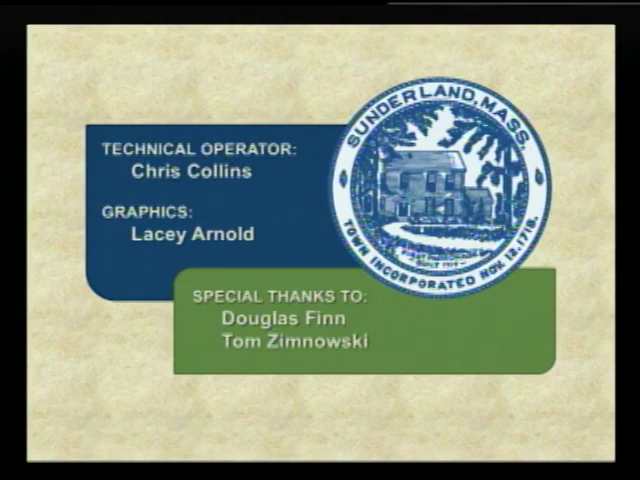 TECHNICAL OPERATOR:
Chris Collins
GRAPHICS:
Lacey Arnold
SPECIAL THANKS TO:
Douglas Finn
Tom Zimnowski
SUNDERLAND, MASS.
TOWN INCORPORATED NOV. 12, 1718.